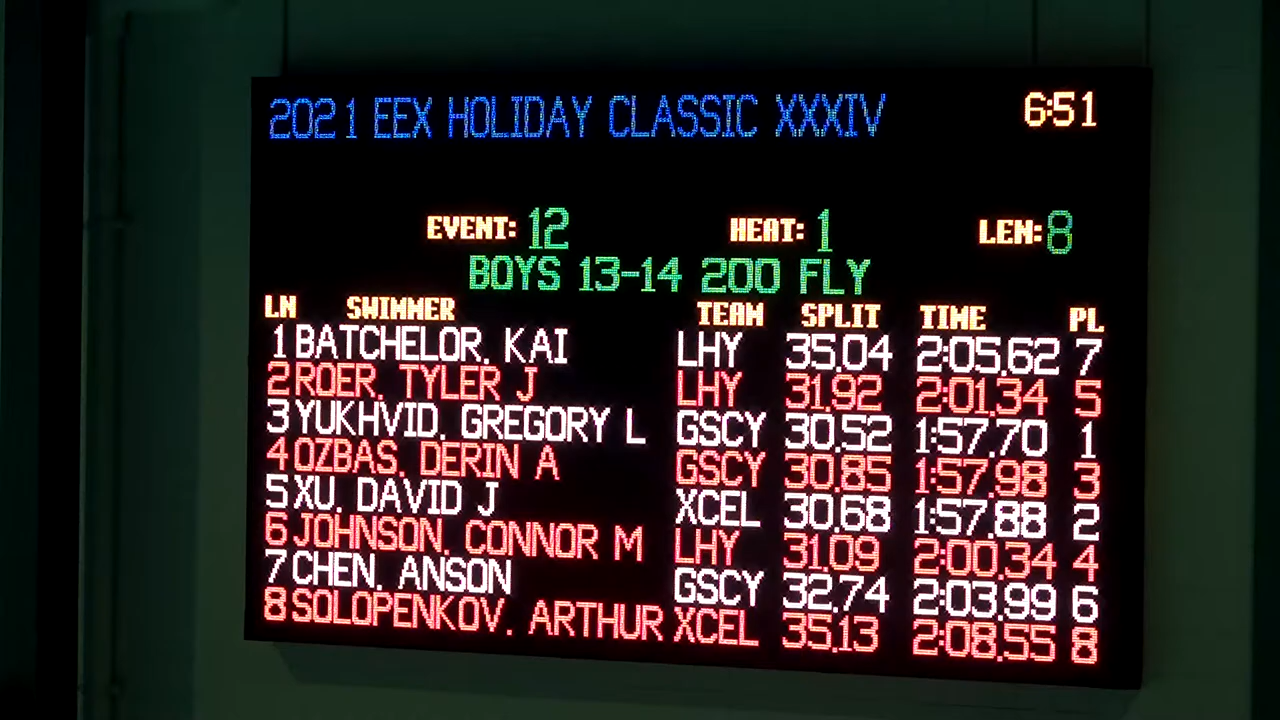 2021 EEX HOLIDAY CLASSIC XXXIV 6:51
EVENT: 12 HEAT: 1 LEN: 8
BOYS 13-14 200 FLY
LN SWIMMER TEAM SPLIT TIME PL
1 BATCHELOR, KAI LHY 35.04 2:05.62 7
2 ROER, TYLER J LHY 31.92 2:01.34 5
3 YUKHVID, GREGORY L GSCY 30.52 1:57.70 1
4 OZBAS, DERIN A GSCY 30.85 1:57.98 3
5 XU, DAVID J XCEL 30.68 1:57.88 2
6 JOHNSON, CONNOR M LHY 31.09 2:00.34 4
7 CHEN, ANSON GSCY 32.74 2:03.99 6
8 SOLOPENKOV, ARTHUR XCEL 35.13 2:08.55 8